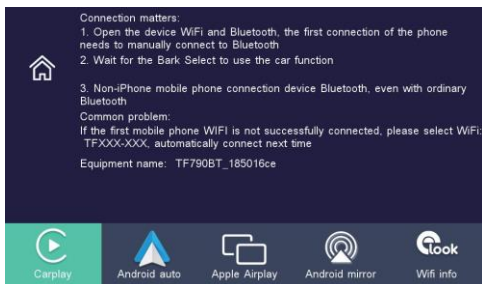 Connection matters:
1. Open the device WiFi and Bluetooth, the first connection of the phone
needs to manually connect to Bluetooth
2. Wait for the Bark Select to use the car function
3. Non-iPhone mobile phone connection device Bluetooth, even with ordinary
Bluetooth
Common problem:
If the first mobile phone WIFI is not successfully connected, please select WiFi:
TFXXX-XXX, automatically connect next time
Equipment name: TF790BT_185016ce
Carplay
Android auto
Apple Airplay
Android mirror
look
Wifi info